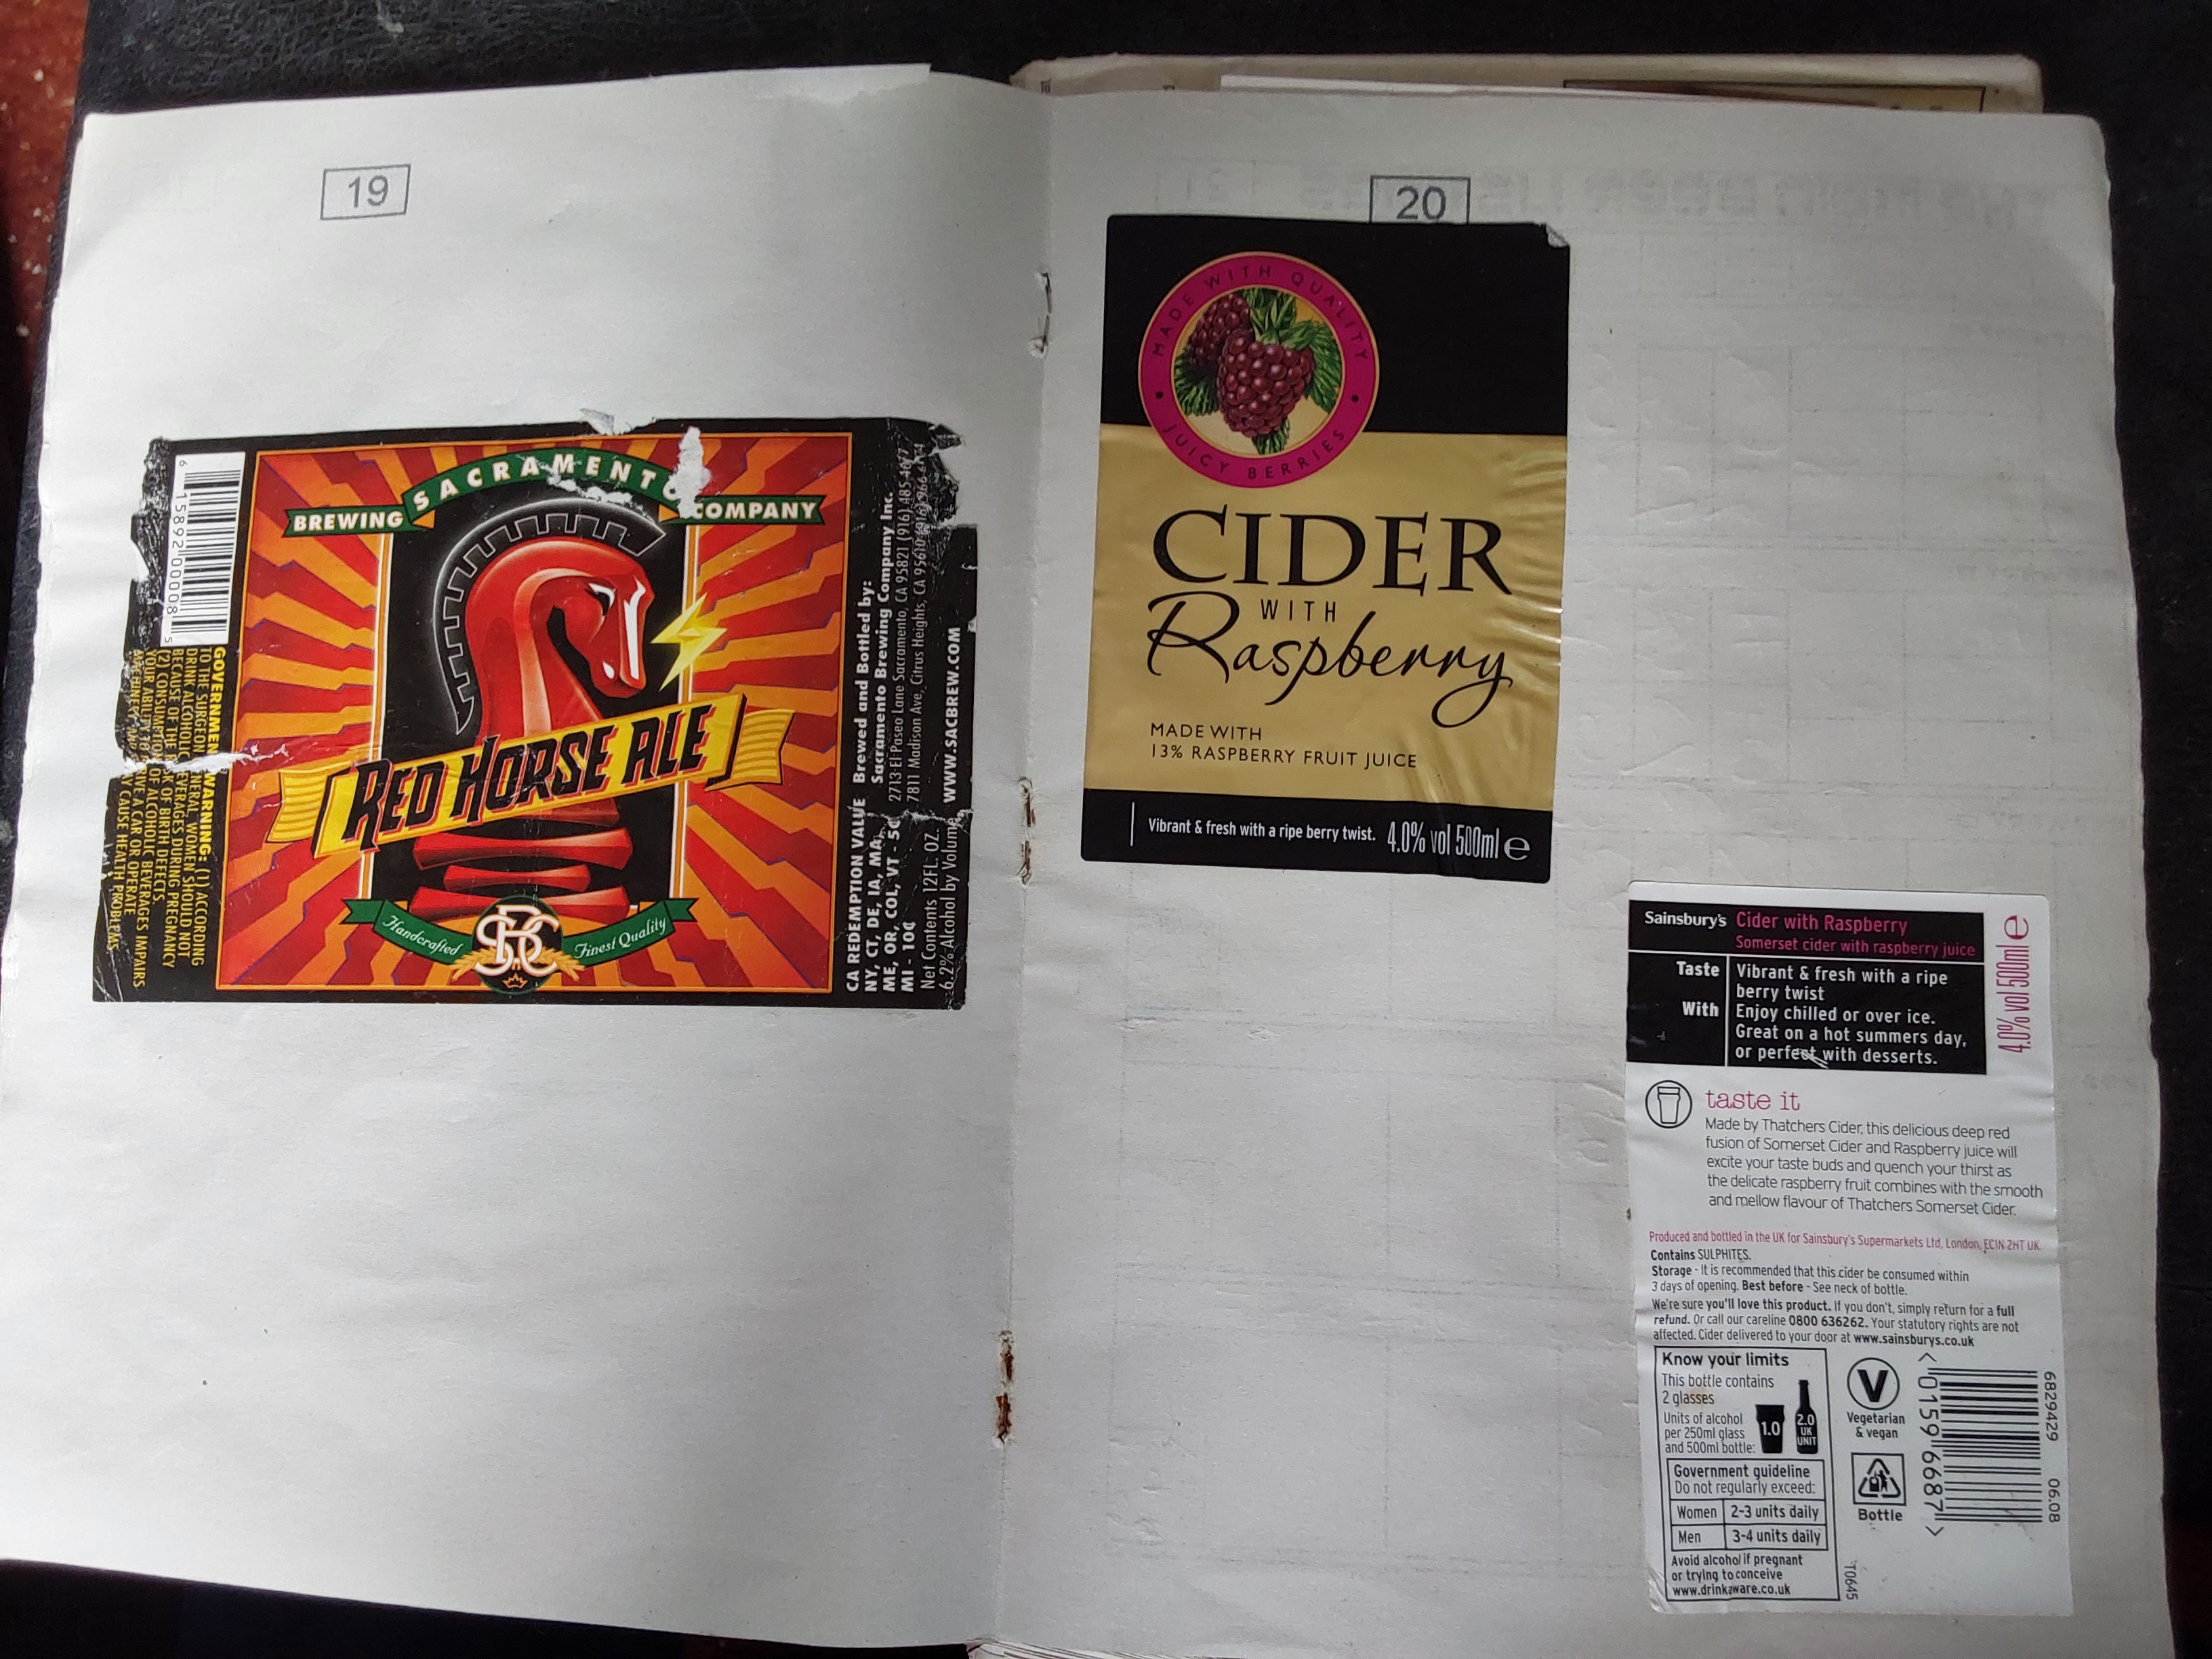 19
SACRAMENTO
BREWING COMPANY
RED HORSE ALE
Handcrafted SBC Finest Quality
6 15892 00008 5
GOVERNMENT WARNING: (1) ACCORDING
TO THE SURGEON GENERAL, WOMEN SHOULD NOT
DRINK ALCOHOLIC BEVERAGES DURING PREGNANCY
BECAUSE OF THE RISK OF BIRTH DEFECTS.
(2) CONSUMPTION OF ALCOHOLIC BEVERAGES IMPAIRS
YOUR ABILITY TO DRIVE A CAR OR OPERATE
MACHINERY, AND MAY CAUSE HEALTH PROBLEMS.
CA REDEMPTION VALUE
NY, CT, DE, IA, MA,
ME, OR, COL, VT - 5¢
MI - 10¢
Net Contents 12FL. OZ.
6.2% Alcohol by Volume
Brewed and Bottled by:
Sacramento Brewing Company Inc.
2713 El Paseo Lane Sacramento, CA 95821 (916) 485-4677
7811 Madison Ave, Citrus Heights, CA 95610 (916) 966-
WWW.SACBREW.COM
20
MADE WITH QUALITY
JUICY BERRIES
CIDER
WITH
Raspberry
MADE WITH
13% RASPBERRY FRUIT JUICE
Vibrant & fresh with a ripe berry twist. 4.0% vol 500ml e
Sainsbury's Cider with Raspberry
Somerset cider with raspberry juice
Taste Vibrant & fresh with a ripe
berry twist
With Enjoy chilled or over ice.
Great on a hot summers day,
or perfect with desserts.
4.0% vol 500ml e
taste it
Made by Thatchers Cider, this delicious deep red
fusion of Somerset Cider and Raspberry juice will
excite your taste buds and quench your thirst as
the delicate raspberry fruit combines with the smooth
and mellow flavour of Thatchers Somerset Cider.
Produced and bottled in the UK for Sainsbury's Supermarkets Ltd, London, EC1N 2HT UK.
Contains SULPHITES.
Storage - It is recommended that this cider be consumed within
3 days of opening. Best before - See neck of bottle.
We're sure you'll love this product. If you don't, simply return for a full
refund. Or call our careline 0800 636262. Your statutory rights are not
affected. Cider delivered to your door at www.sainsburys.co.uk
Know your limits
This bottle contains
2 glasses
Units of alcohol
per 250ml glass
and 500ml bottle:
1.0
2.0
UK
UNIT
Government guideline
Do not regularly exceed:
Women 2-3 units daily
Men 3-4 units daily
Avoid alcohol if pregnant
or trying to conceive
www.drinkaware.co.uk
V
Vegetarian
& vegan
Bottle
T0645
<0159 6687>
6829429 06.08